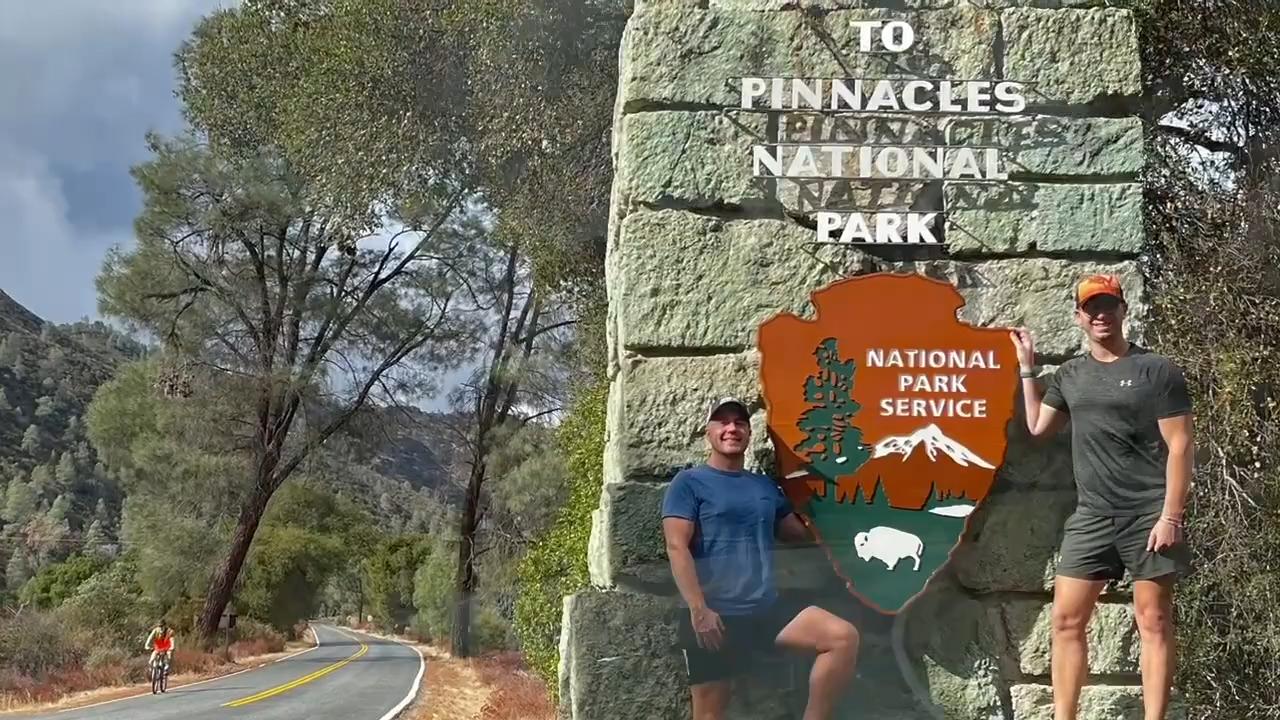 TO
PINNACLES
NATIONAL
PARK
NATIONAL
PARK
SERVICE